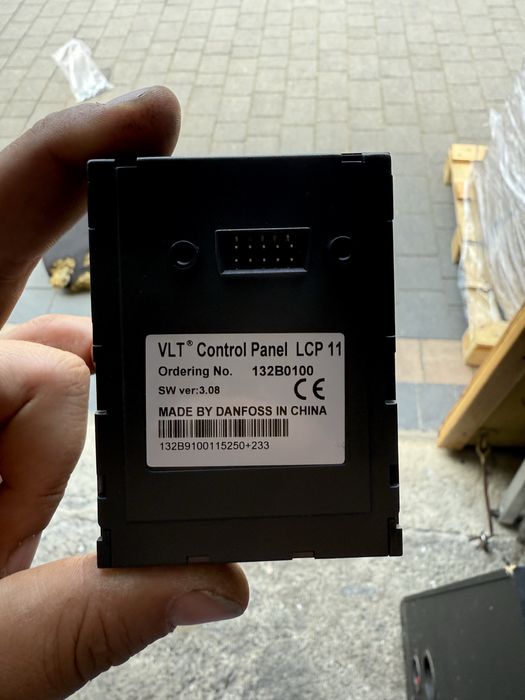 VLT® Control Panel LCP 11
Ordering No. 132B0100
SW ver:3.08 CE
MADE BY DANFOSS IN CHINA
132B9100115250+233